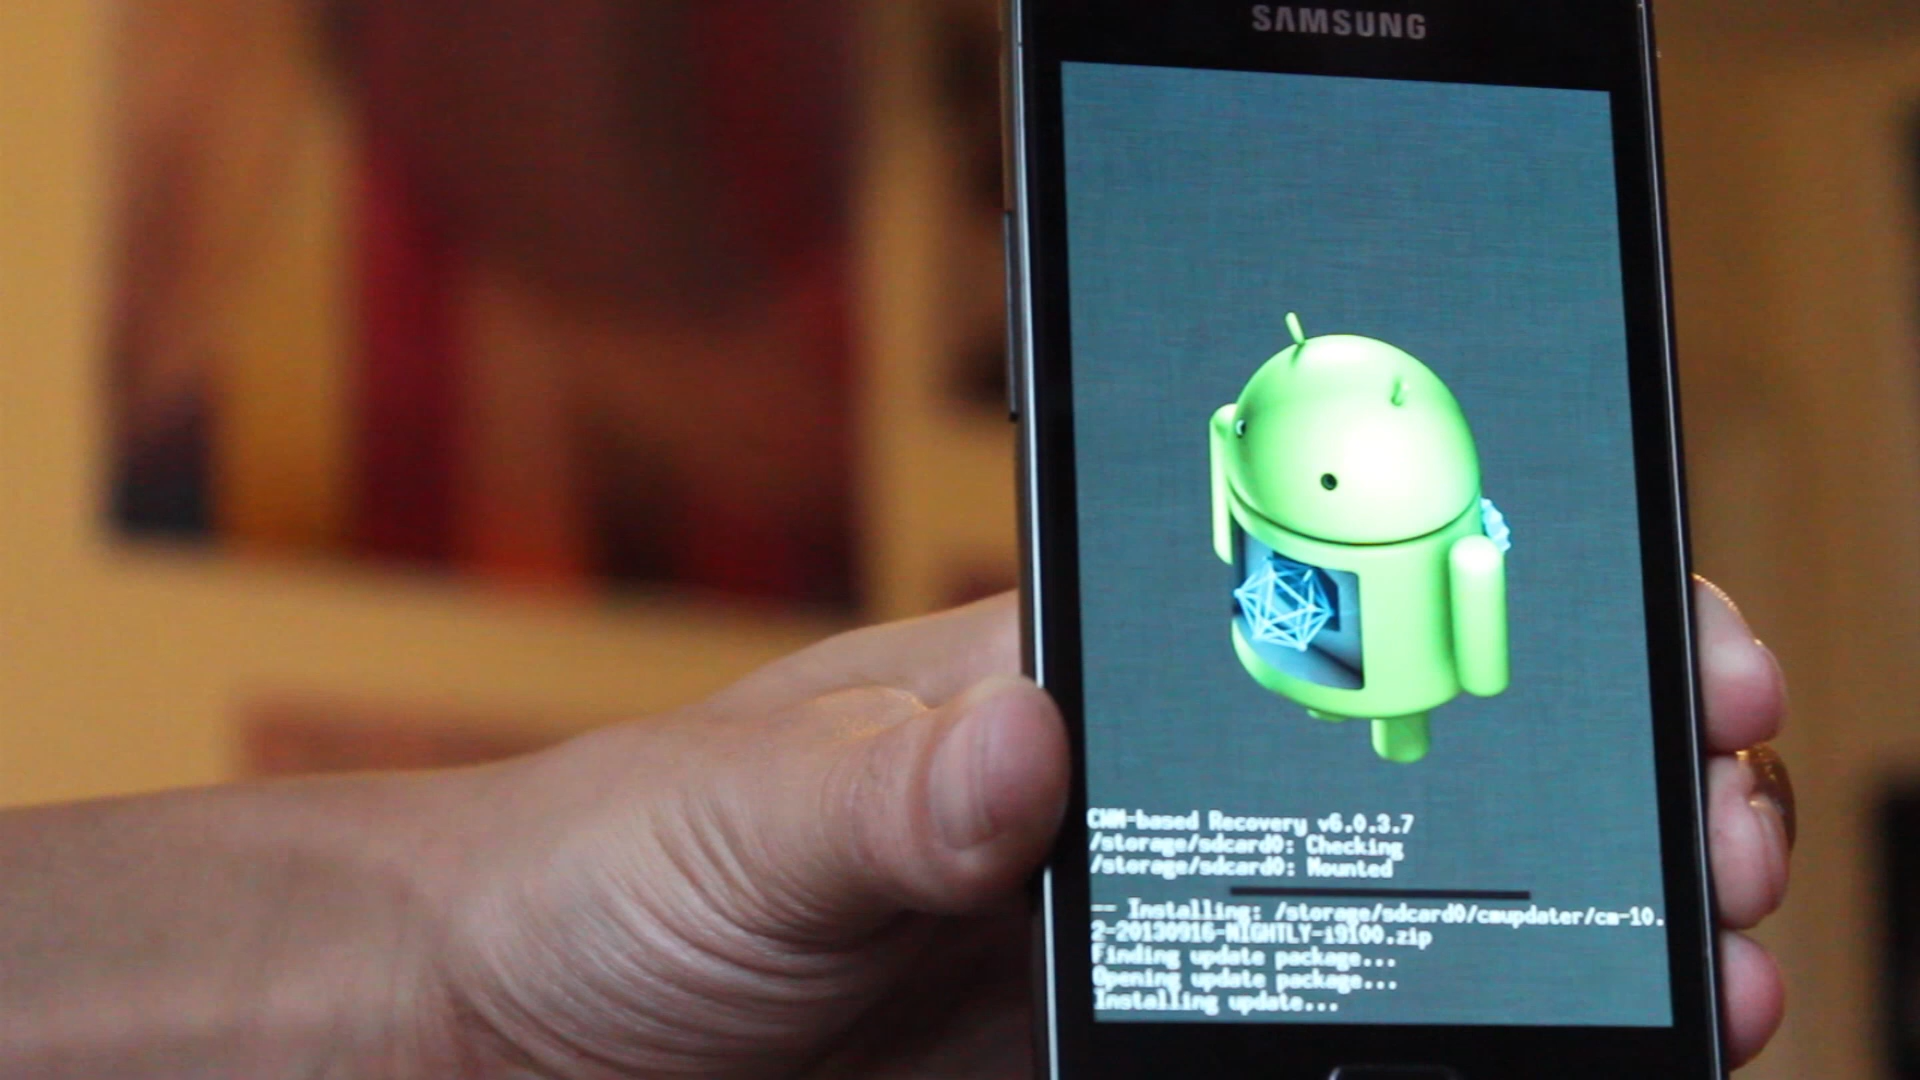 SAMSUNG
CWM-based Recovery v6.0.3.7
/storage/sdcard0: Checking
/storage/sdcard0: Mounted
-- Installing: /storage/sdcard0/cmupdater/cm-10.
2-20130916-NIGHTLY-i9100.zip
Finding update package...
Opening update package...
Installing update...